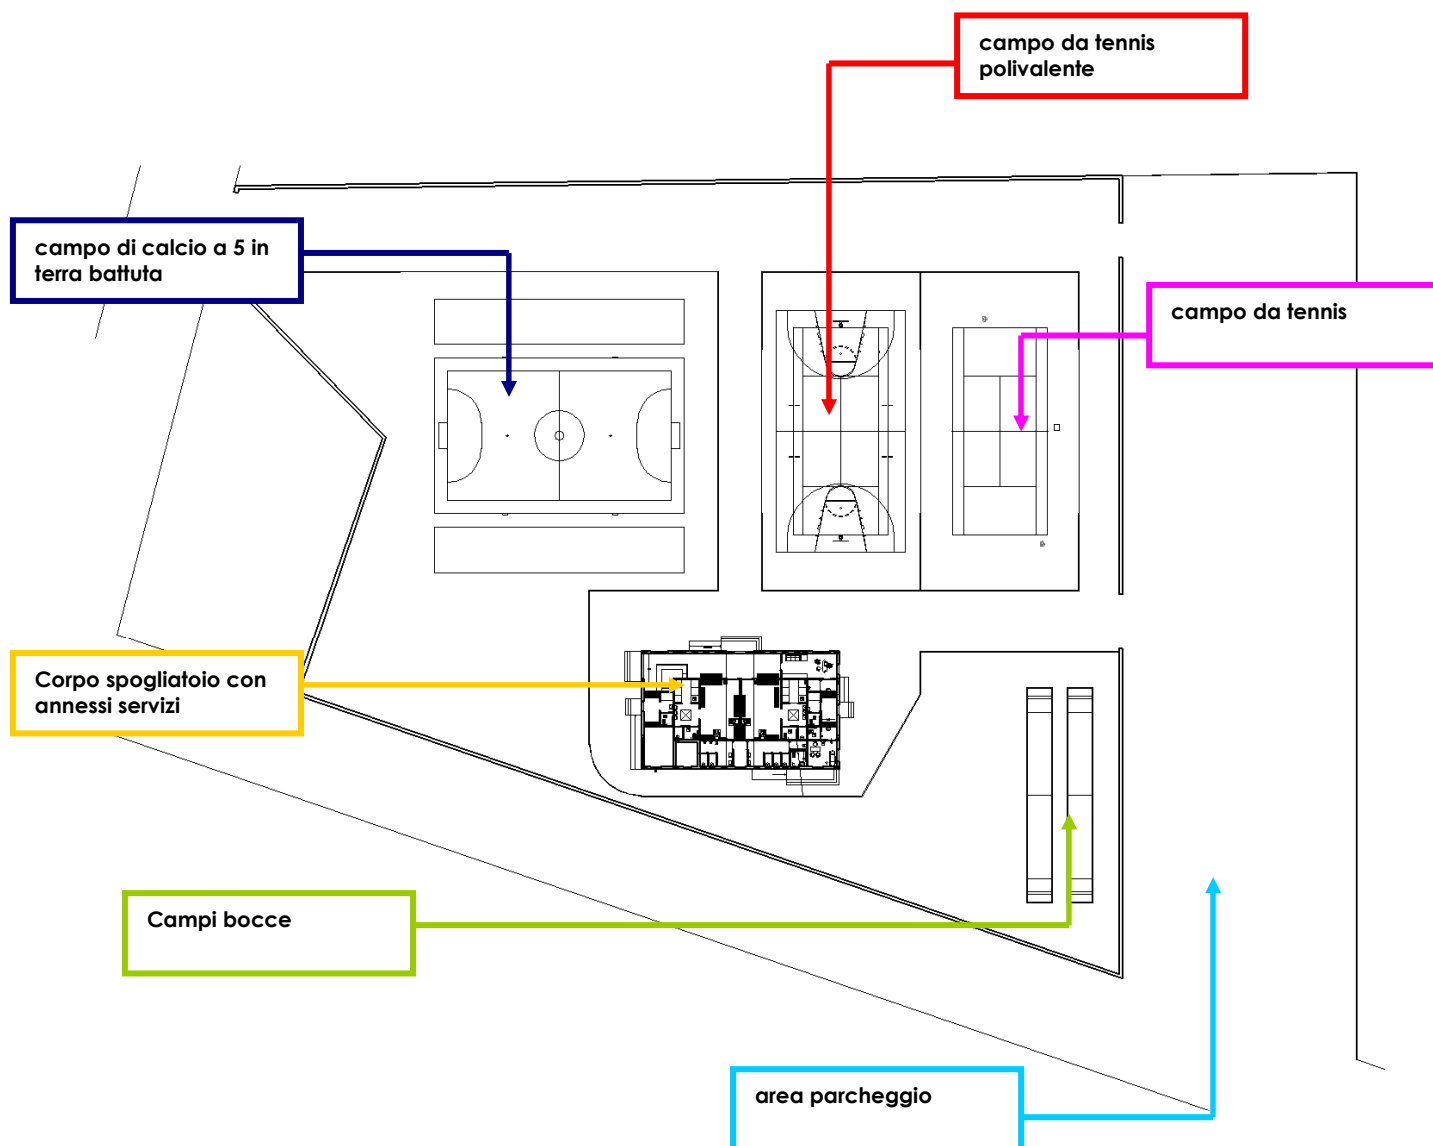 campo da tennis
polivalente
campo di calcio a 5 in
terra battuta
campo da tennis
Corpo spogliatoio con
annessi servizi
Campi bocce
area parcheggio